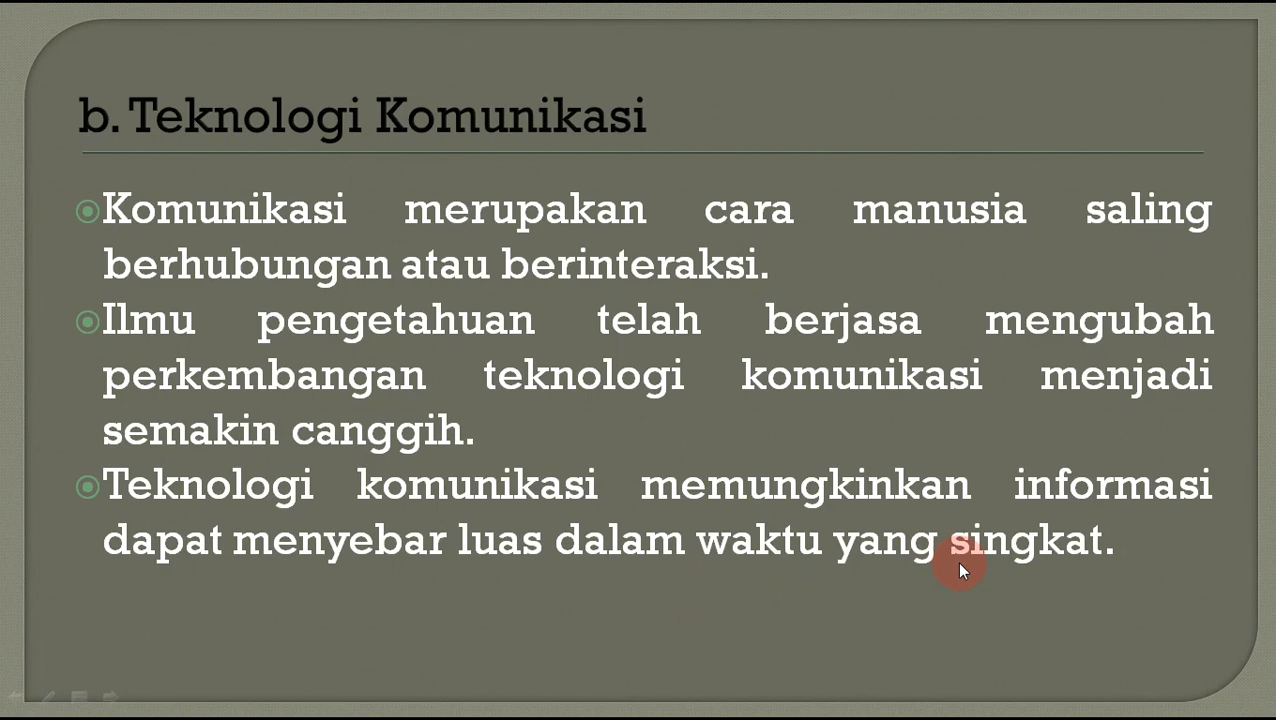 b. Teknologi Komunikasi
Komunikasi merupakan cara manusia saling
berhubungan atau berinteraksi.
Ilmu pengetahuan telah berjasa mengubah
perkembangan teknologi komunikasi menjadi
semakin canggih.
Teknologi komunikasi memungkinkan informasi
dapat menyebar luas dalam waktu yang singkat.